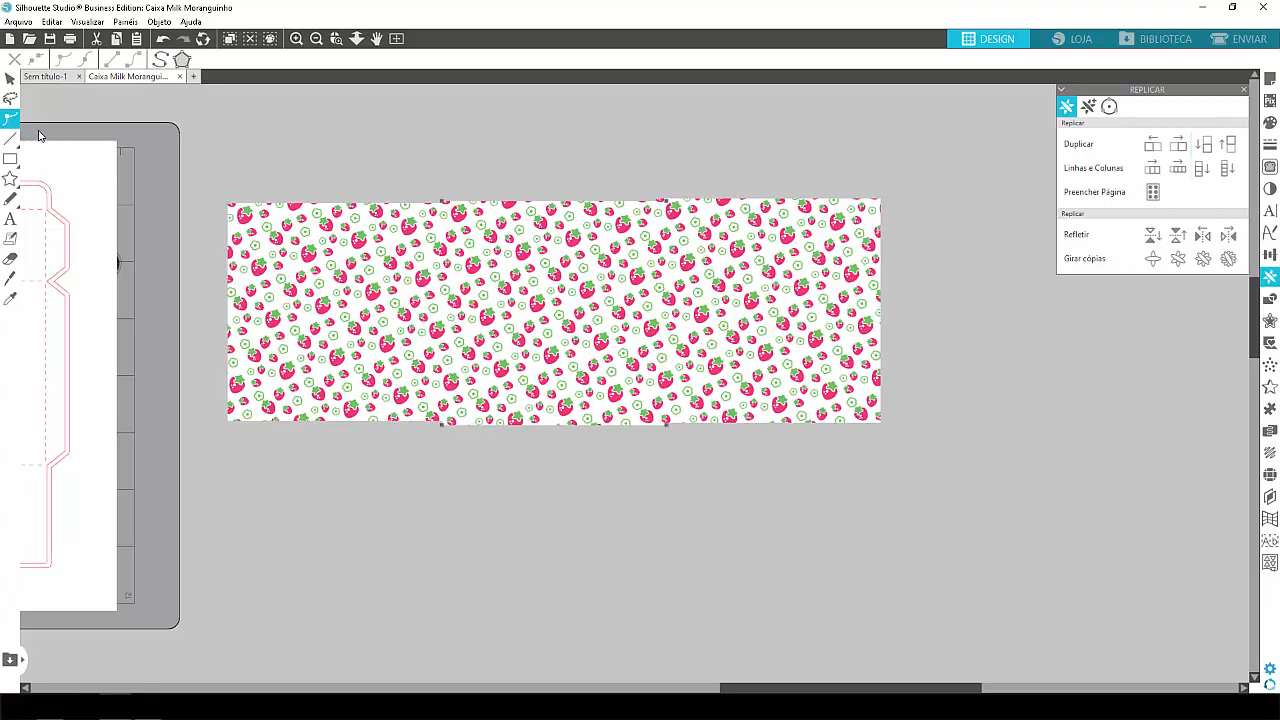 Silhouette Studio® Business Edition: Caixa Milk Moranguinho
Arquivo Editar Visualizar Painéis Objeto Ajuda
DESIGN LOJA BIBLIOTECA ENVIAR
Sem título-1 Caixa Milk Morangui...
REPLICAR
Replicar
Duplicar
Linhas e Colunas
Preencher Página
Replicar
Refletir
Girar cópias
12